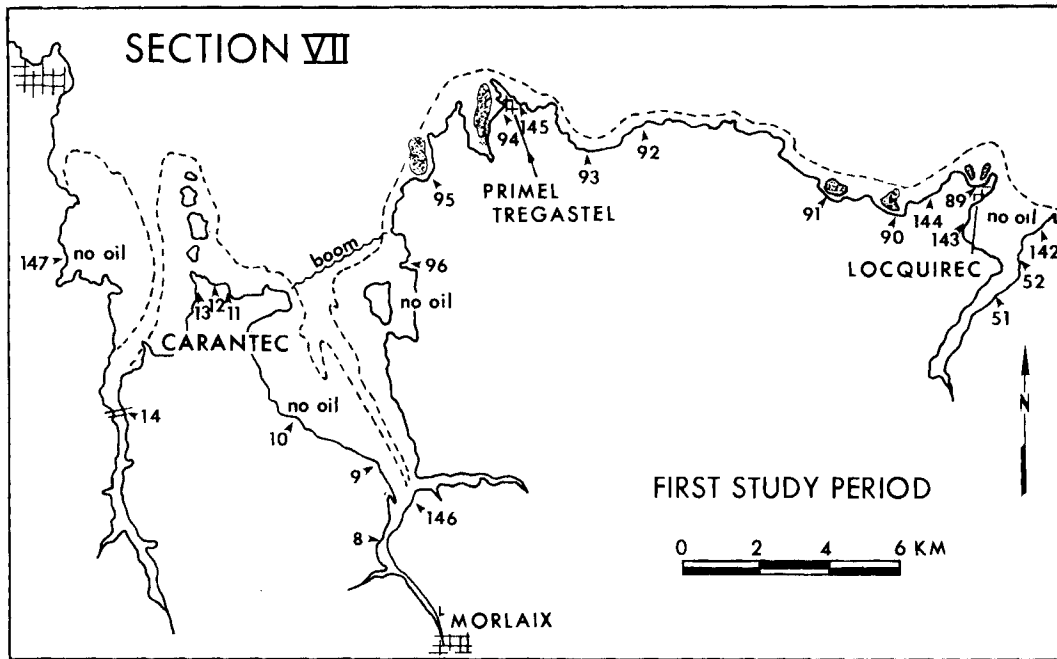 SECTION VII
94
145
92
93
PRIMEL
TREGASTEL
95
91
90
144
89
143
no oil
142
LOCQUIREC
52
51
147
no oil
boom
96
no oil
13
12
11
CARANTEC
14
no oil
10
9
146
8
MORLAIX
N
FIRST STUDY PERIOD
0 2 4 6 KM